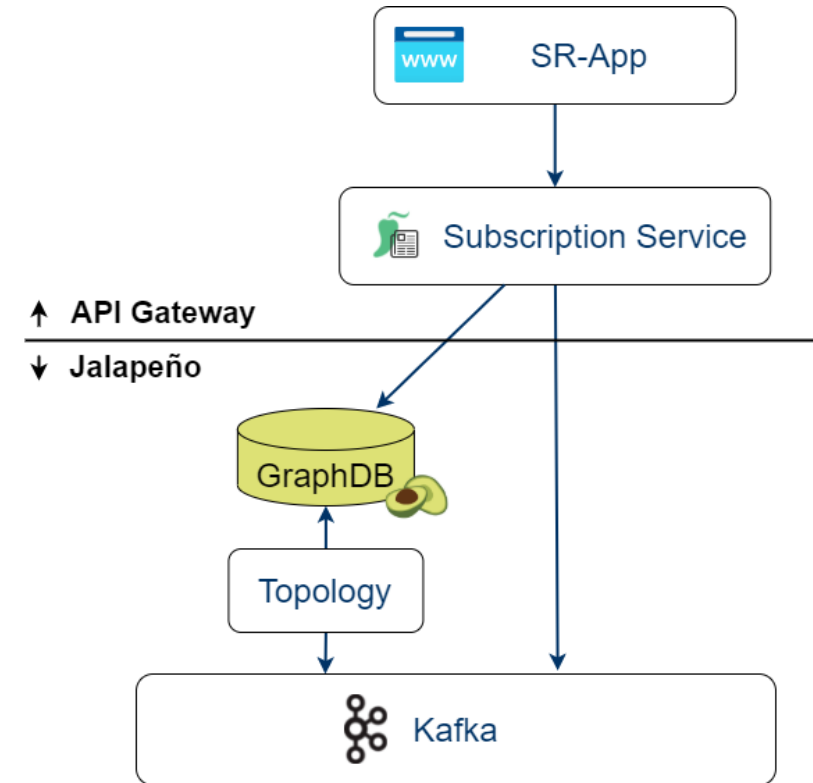 www
SR-App
Subscription Service
API Gateway
Jalapeño
GraphDB
Topology
Kafka